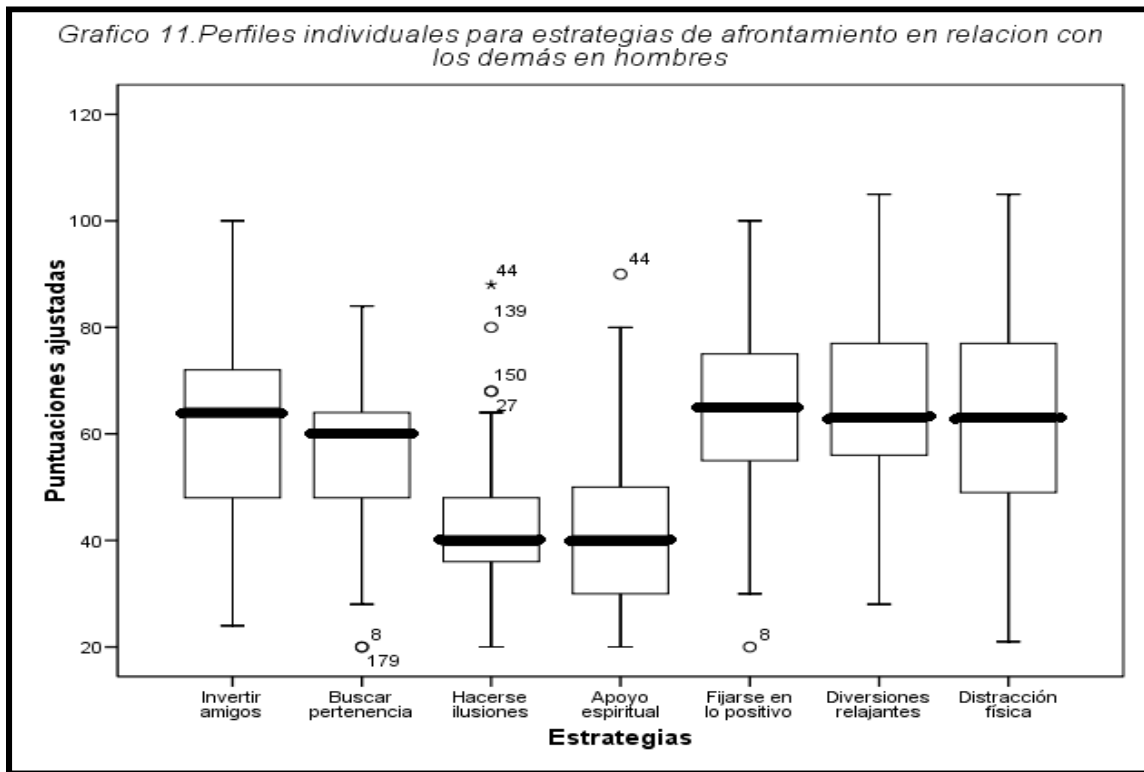 Grafico 11.Perfiles individuales para estrategias de afrontamiento en relacion con
los demás en hombres
Puntuaciones ajustadas
120
100
80
60
40
20
44
139
150
27
44
8
179
8
Invertir
amigos
Buscar
pertenencia
Hacerse
ilusiones
Apoyo
espiritual
Fijarse en
lo positivo
Diversiones
relajantes
Distracción
física
Estrategias